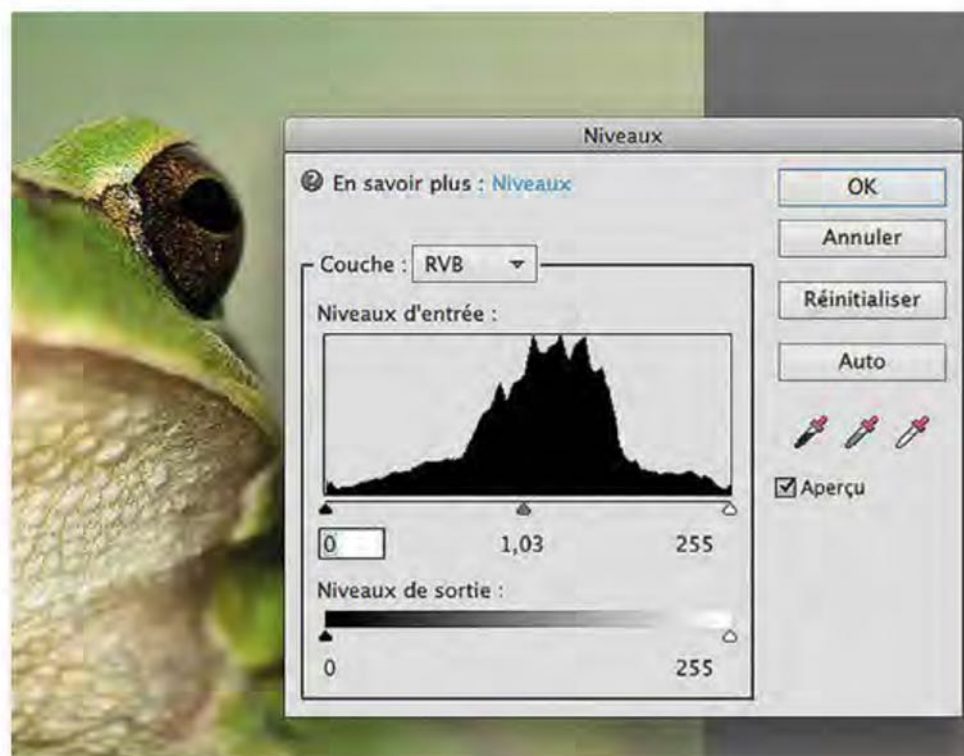 Niveaux
En savoir plus : Niveaux
OK
Annuler
Couche : RVB
Réinitialiser
Niveaux d'entrée :
Auto
Aperçu
0 1,03 255
Niveaux de sortie :
0 255